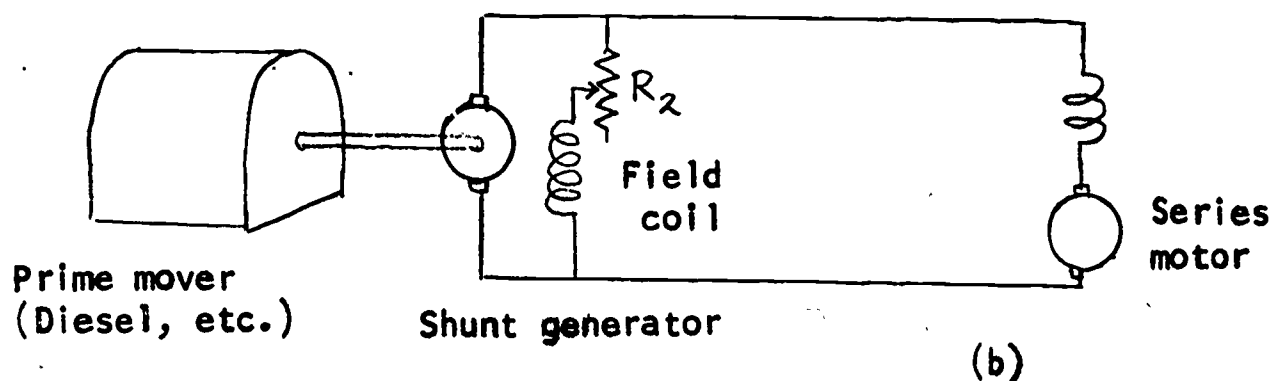 R2
Field
coil
Series
motor
Prime mover
(Diesel, etc.)
Shunt generator
(b)